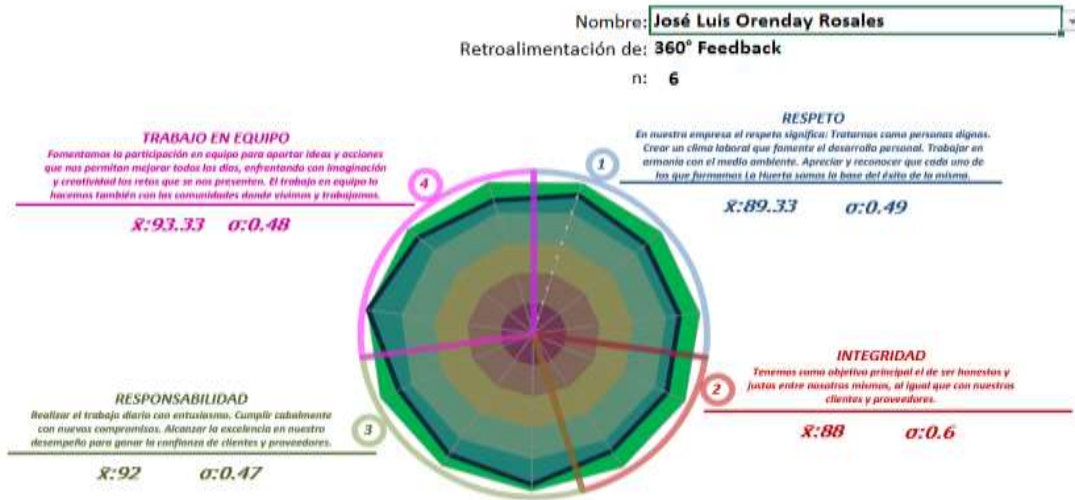 Nombre: José Luis Orenday Rosales
Retroalimentación de: 360° Feedback
n: 6
TRABAJO EN EQUIPO
Fomentamos la participación en equipo para aportar ideas y acciones
que nos permitan mejorar todos los días, enfrentando con imaginación
y creatividad los retos que se nos presenten. El trabajo en equipo lo
hacemos también con las comunidades donde vivimos y trabajamos.
x̄:93.33 σ:0.48
4
RESPETO
En nuestra empresa el respeto significa: Tratarnos como personas dignas.
Crear un clima laboral que fomente el desarrollo personal. Trabajar en
armonía con el medio ambiente. Apreciar y reconocer que cada uno de
los que formamos La Huerta somos la base del éxito de la misma.
x̄:89.33 σ:0.49
1
INTEGRIDAD
Tenemos como objetivo principal el de ser honestos y
justos entre nosotros mismos, al igual que con nuestros
clientes y proveedores.
x̄:88 σ:0.6
2
RESPONSABILIDAD
Realizar el trabajo diario con entusiasmo. Cumplir cabalmente
con nuevos compromisos. Alcanzar la excelencia en nuestro
desempeño para ganar la confianza de clientes y proveedores.
x̄:92 σ:0.47
3